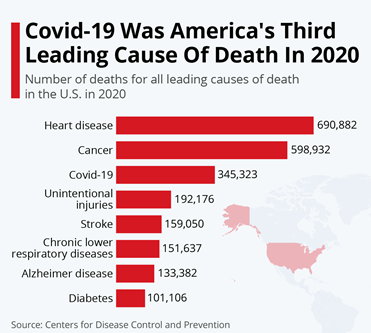 Covid-19 Was America's Third
Leading Cause Of Death In 2020
Number of deaths for all leading causes of death
in the U.S. in 2020
Heart disease 690,882
Cancer 598,932
Covid-19 345,323
Unintentional
injuries 192,176
Stroke 159,050
Chronic lower
respiratory diseases 151,637
Alzheimer disease 133,382
Diabetes 101,106
Source: Centers for Disease Control and Prevention